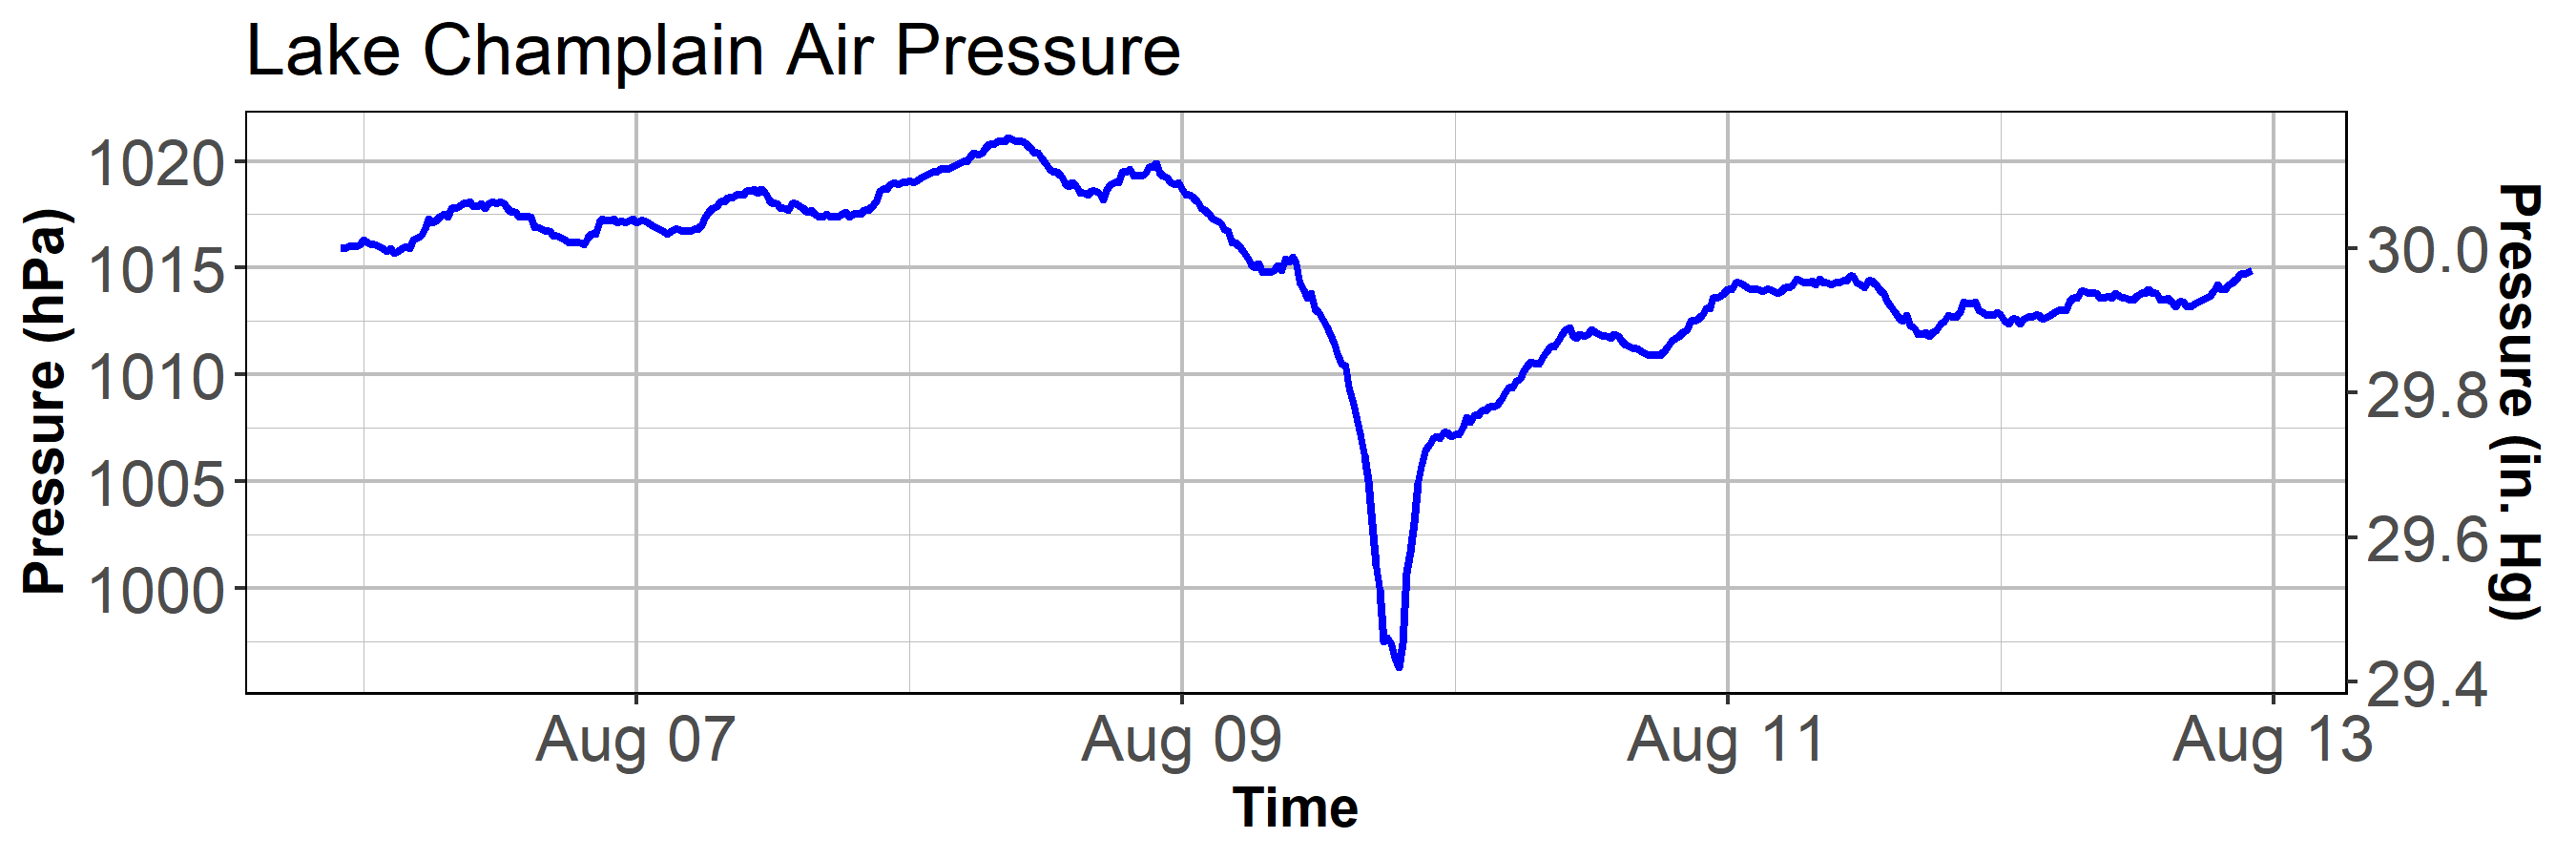 Lake Champlain Air Pressure
1020
1015
1010
1005
1000
Pressure (hPa)
30.0
29.8
29.6
29.4
Pressure (in. Hg)
Aug 07
Aug 09
Aug 11
Aug 13
Time